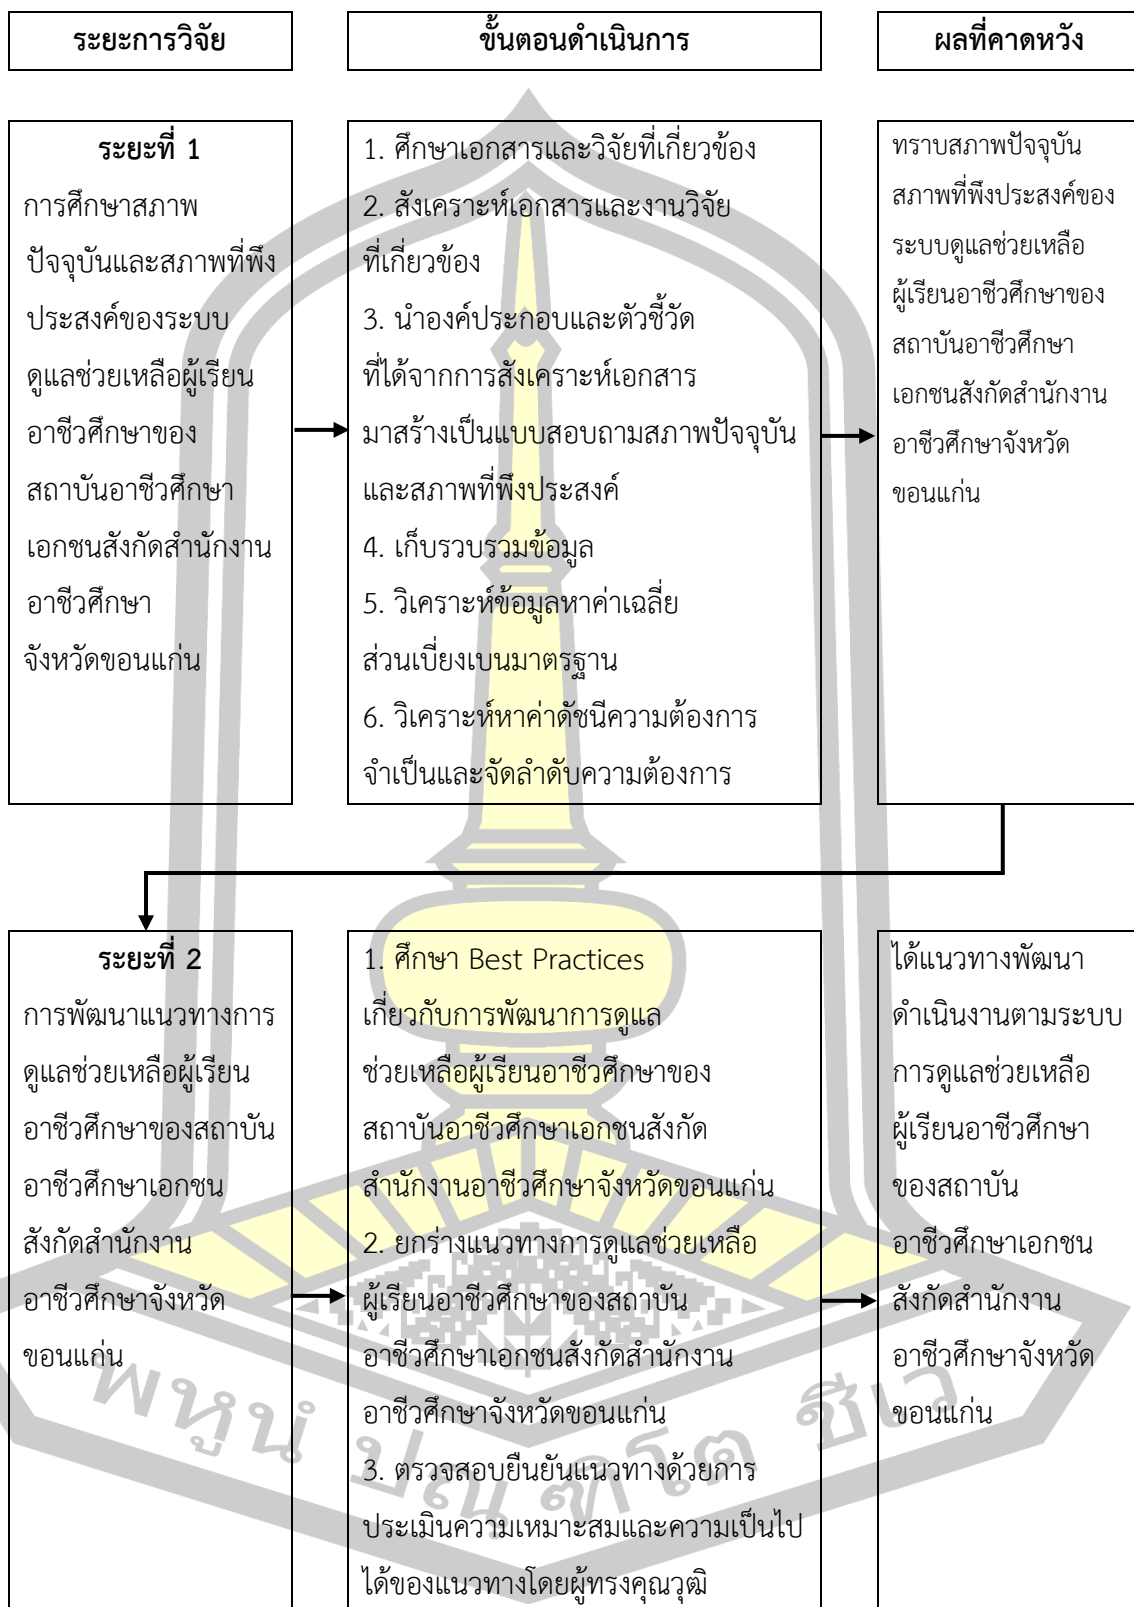 ระยะการวิจัย
ขั้นตอนดำเนินการ
ผลที่คาดหวัง
ระยะที่ 1
การศึกษาสภาพ
ปัจจุบันและสภาพที่พึง
ประสงค์ของระบบ
ดูแลช่วยเหลือผู้เรียน
อาชีวศึกษาของ
สถาบันอาชีวศึกษา
เอกชนสังกัดสำนักงาน
อาชีวศึกษา
จังหวัดขอนแก่น
1. ศึกษาเอกสารและวิจัยที่เกี่ยวข้อง
2. สังเคราะห์เอกสารและงานวิจัย
ที่เกี่ยวข้อง
3. นำองค์ประกอบและตัวชี้วัด
ที่ได้จากการสังเคราะห์เอกสาร
มาสร้างเป็นแบบสอบถามสภาพปัจจุบัน
และสภาพที่พึงประสงค์
4. เก็บรวบรวมข้อมูล
5. วิเคราะห์ข้อมูลหาค่าเฉลี่ย
ส่วนเบี่ยงเบนมาตรฐาน
6. วิเคราะห์หาค่าดัชนีความต้องการ
จำเป็นและจัดลำดับความต้องการ
ทราบสภาพปัจจุบัน
สภาพที่พึงประสงค์ของ
ระบบดูแลช่วยเหลือ
ผู้เรียนอาชีวศึกษาของ
สถาบันอาชีวศึกษา
เอกชนสังกัดสำนักงาน
อาชีวศึกษาจังหวัด
ขอนแก่น
ระยะที่ 2
การพัฒนาแนวทางการ
ดูแลช่วยเหลือผู้เรียน
อาชีวศึกษาของสถาบัน
อาชีวศึกษาเอกชน
สังกัดสำนักงาน
อาชีวศึกษาจังหวัด
ขอนแก่น
1. ศึกษา Best Practices
เกี่ยวกับการพัฒนาการดูแล
ช่วยเหลือผู้เรียนอาชีวศึกษาของ
สถาบันอาชีวศึกษาเอกชนสังกัด
สำนักงานอาชีวศึกษาจังหวัดขอนแก่น
2. ยกร่างแนวทางการดูแลช่วยเหลือ
ผู้เรียนอาชีวศึกษาของสถาบัน
อาชีวศึกษาเอกชนสังกัดสำนักงาน
อาชีวศึกษาจังหวัดขอนแก่น
3. ตรวจสอบยืนยันแนวทางด้วยการ
ประเมินความเหมาะสมและความเป็นไป
ได้ของแนวทางโดยผู้ทรงคุณวุฒิ
ได้แนวทางพัฒนา
ดำเนินงานตามระบบ
การดูแลช่วยเหลือ
ผู้เรียนอาชีวศึกษา
ของสถาบัน
อาชีวศึกษาเอกชน
สังกัดสำนักงาน
อาชีวศึกษาจังหวัด
ขอนแก่น
พหูนํ ปณฺฑิโต ชีเว